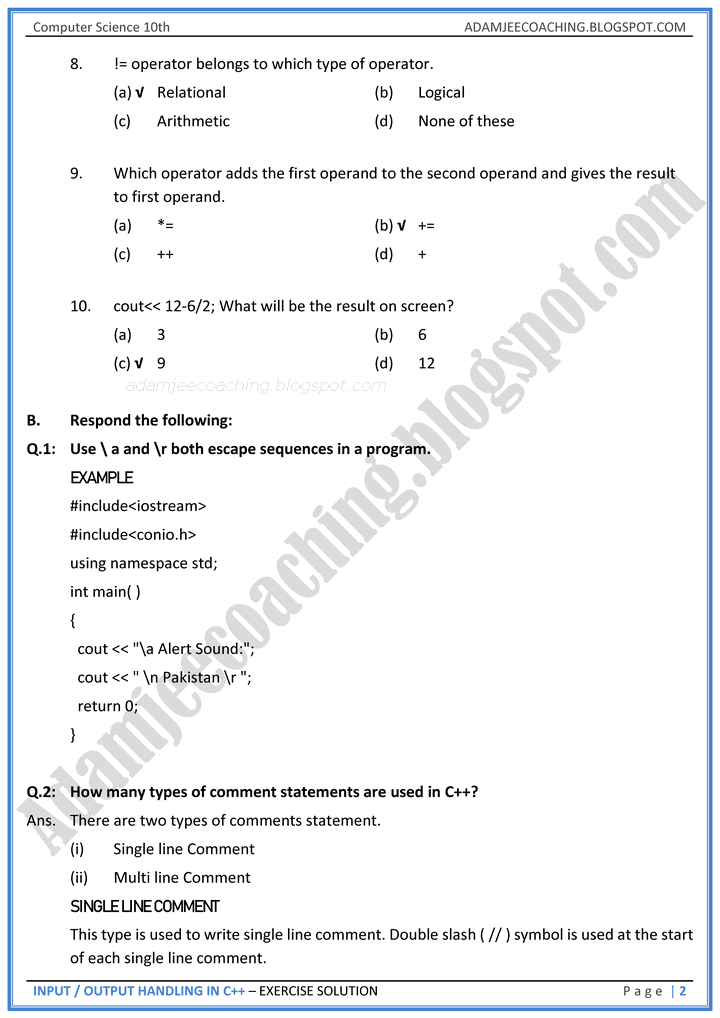 Computer Science 10th ADAMJEECOACHING.BLOGSPOT.COM
8. != operator belongs to which type of operator.
(a) √ Relational (b) Logical
(c) Arithmetic (d) None of these
9. Which operator adds the first operand to the second operand and gives the result
to first operand.
(a) *= (b) √ +=
(c) ++ (d) +
10. cout<< 12-6/2; What will be the result on screen?
(a) 3 (b) 6
(c) √ 9 (d) 12
adamjeecoaching.blogspot.com
B. Respond the following:
Q.1: Use \ a and \r both escape sequences in a program.
EXAMPLE
#include<iostream>
#include<conio.h>
using namespace std;
int main( )
{
cout << "\a Alert Sound:";
cout << " \n Pakistan \r ";
return 0;
}
Q.2: How many types of comment statements are used in C++?
Ans. There are two types of comments statement.
(i) Single line Comment
(ii) Multi line Comment
SINGLE LINE COMMENT
This type is used to write single line comment. Double slash ( // ) symbol is used at the start
of each single line comment.
INPUT / OUTPUT HANDLING IN C++ – EXERCISE SOLUTION Page | 2
Adamjeecoaching.blogspot.com